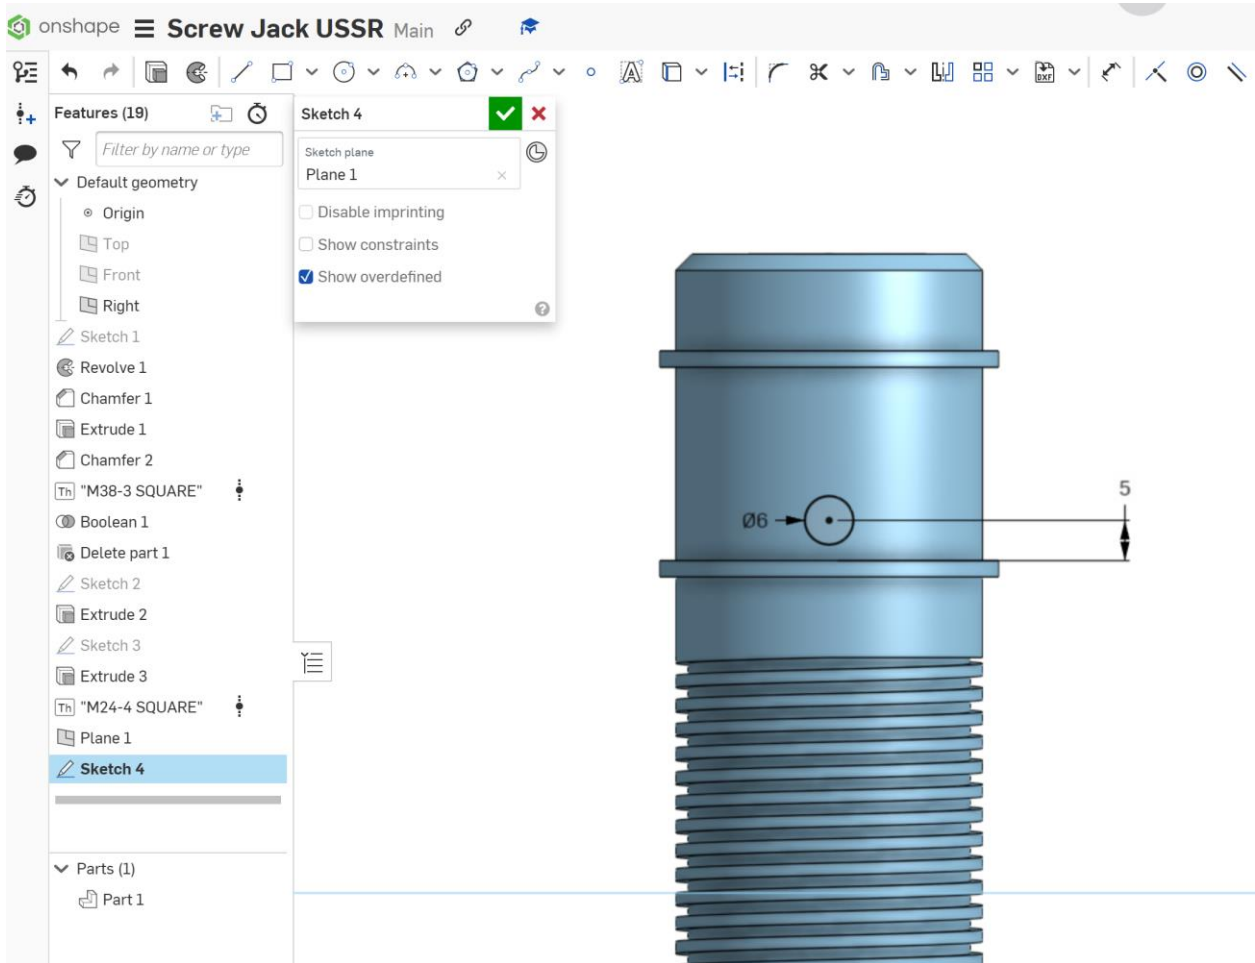 onshape Screw Jack USSR Main
DXF
Features (19)
Sketch 4
Filter by name or type
Sketch plane
Plane 1
Default geometry
Origin
Disable imprinting
Top
Show constraints
Front
Show overdefined
Right
Sketch 1
Revolve 1
Chamfer 1
Extrude 1
Chamfer 2
Th "M38-3 SQUARE"
5
Ø6
Boolean 1
Delete part 1
Sketch 2
Extrude 2
Sketch 3
Extrude 3
Th "M24-4 SQUARE"
Plane 1
Sketch 4
Parts (1)
Part 1